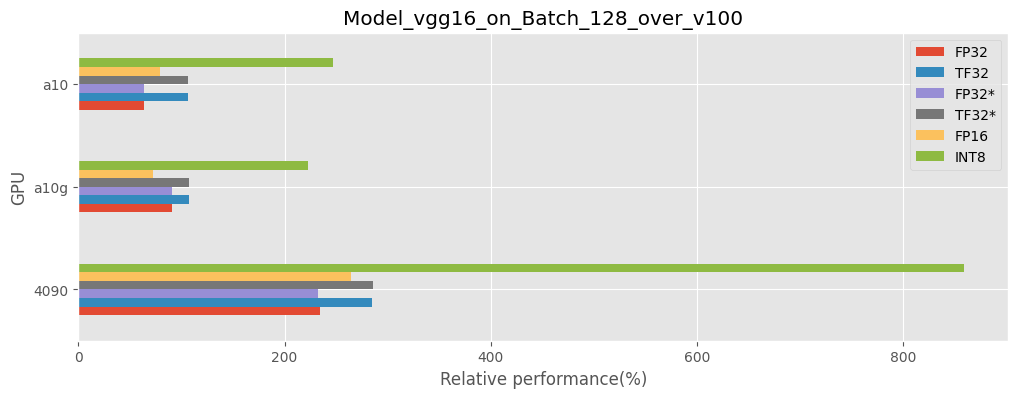 Model_vgg16_on_Batch_128_over_v100
FP32
TF32
FP32*
TF32*
FP16
INT8
a10
a10g
4090
GPU
0 200 400 600 800
Relative performance(%)